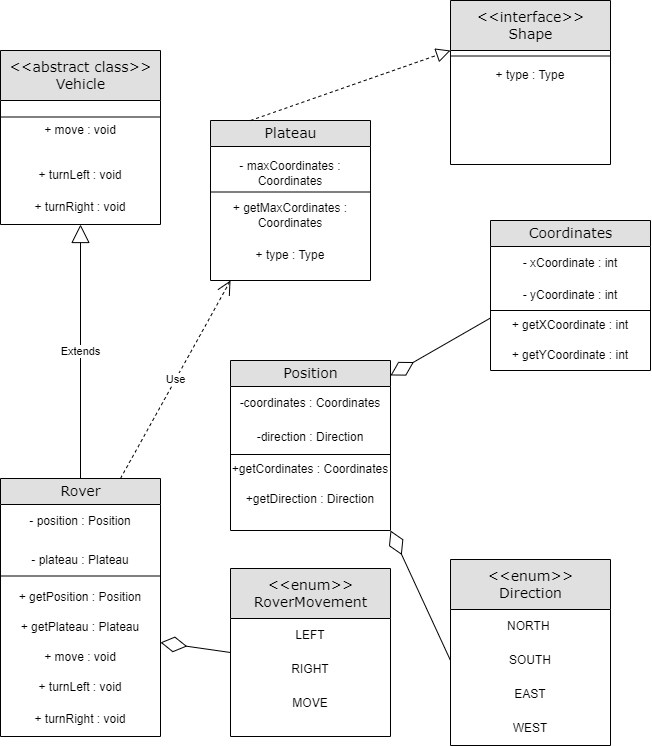 <<interface>>
Shape
+ type : Type
<<abstract class>>
Vehicle
+ move : void
+ turnLeft : void
+ turnRight : void
Plateau
- maxCoordinates :
Coordinates
+ getMaxCordinates :
Coordinates
+ type : Type
Coordinates
- xCoordinate : int
- yCoordinate : int
+ getXCoordinate : int
+ getYCoordinate : int
Extends
Use
Position
-coordinates : Coordinates
-direction : Direction
+getCordinates : Coordinates
+getDirection : Direction
Rover
- position : Position
- plateau : Plateau
+ getPosition : Position
+ getPlateau : Plateau
+ move : void
+ turnLeft : void
+ turnRight : void
<<enum>>
RoverMovement
LEFT
RIGHT
MOVE
<<enum>>
Direction
NORTH
SOUTH
EAST
WEST